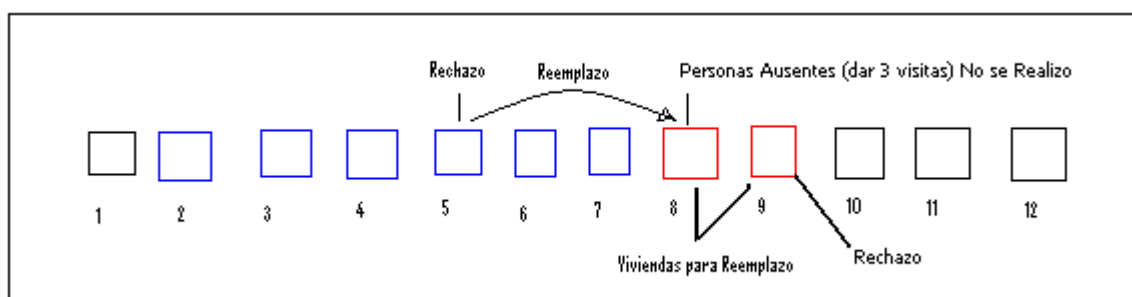 Rechazo
Reemplazo
Personas Ausentes (dar 3 visitas) No se Realizo
1 2 3 4 5 6 7 8 9 10 11 12
Viviendas para Reemplazo
Rechazo